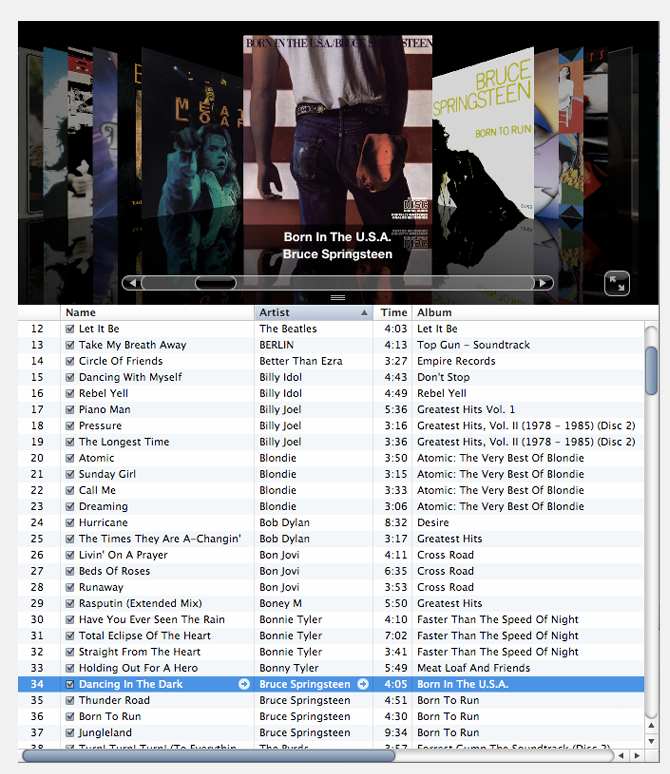 BORN IN THE U.S.A./BRUCE SPRINGSTEEN
MEAT
LOAF
BRUCE
SPRINGSTEEN
BORN TO RUN
Born In The U.S.A.
Bruce Springsteen
Name Artist Time Album
12 Let It Be The Beatles 4:03 Let It Be
13 Take My Breath Away BERLIN 4:13 Top Gun - Soundtrack
14 Circle Of Friends Better Than Ezra 3:27 Empire Records
15 Dancing With Myself Billy Idol 4:43 Don't Stop
16 Rebel Yell Billy Idol 4:49 Rebel Yell
17 Piano Man Billy Joel 5:36 Greatest Hits Vol. 1
18 Pressure Billy Joel 3:16 Greatest Hits, Vol. II (1978 - 1985) (Disc 2)
19 The Longest Time Billy Joel 3:36 Greatest Hits, Vol. II (1978 - 1985) (Disc 2)
20 Atomic Blondie 3:50 Atomic: The Very Best Of Blondie
21 Sunday Girl Blondie 3:15 Atomic: The Very Best Of Blondie
22 Call Me Blondie 3:33 Atomic: The Very Best Of Blondie
23 Dreaming Blondie 3:06 Atomic: The Very Best Of Blondie
24 Hurricane Bob Dylan 8:32 Desire
25 The Times They Are A-Changin' Bob Dylan 3:17 Greatest Hits
26 Livin' On A Prayer Bon Jovi 4:11 Cross Road
27 Beds Of Roses Bon Jovi 6:35 Cross Road
28 Runaway Bon Jovi 3:53 Cross Road
29 Rasputin (Extended Mix) Boney M 5:50 Greatest Hits
30 Have You Ever Seen The Rain Bonnie Tyler 4:10 Faster Than The Speed Of Night
31 Total Eclipse Of The Heart Bonnie Tyler 7:02 Faster Than The Speed Of Night
32 Straight From The Heart Bonnie Tyler 3:41 Faster Than The Speed Of Night
33 Holding Out For A Hero Bonny Tyler 5:49 Meat Loaf And Friends
34 Dancing In The Dark Bruce Springsteen 4:05 Born In The U.S.A.
35 Thunder Road Bruce Springsteen 4:51 Born To Run
36 Born To Run Bruce Springsteen 4:30 Born To Run
37 Jungleland Bruce Springsteen 9:34 Born To Run
38 Turn! Turn! Turn! (To Everythin The Byrds 3:57 Forrest Gump The Soundtrack (Disc 2)